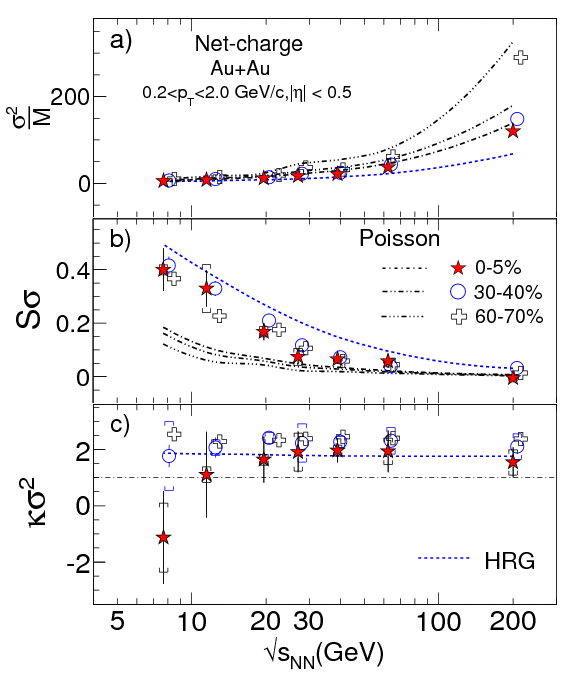 a)
Net-charge
Au+Au
0.2<p_T<2.0 GeV/c,|η| < 0.5
σ²/M
200
0
b)
Poisson
0-5%
30-40%
60-70%
Sσ
0.4
0.2
0
c)
κσ²
2
0
-2
HRG
5 10 20 30 100 200
√s_NN(GeV)